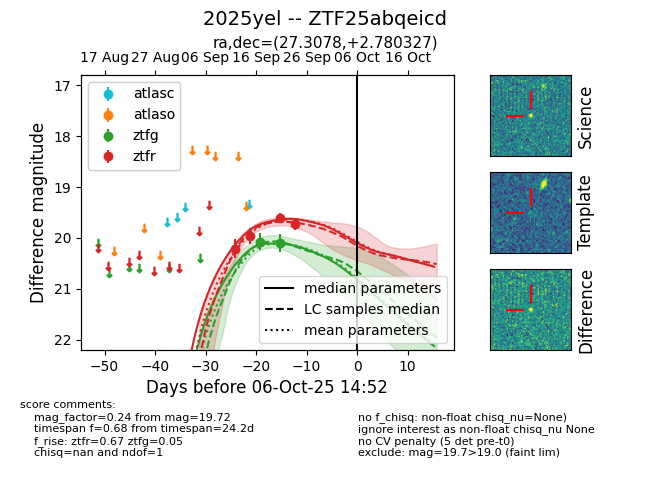 2025yel -- ZTF25abqeicd
ra,dec=(27.3078,+2.780327)
17 Aug 27 Aug 06 Sep 16 Sep 26 Sep 06 Oct 16 Oct
atlasc
atlaso
ztfg
ztfr
17
18
19
20
21
22
Difference magnitude
median parameters
LC samples median
mean parameters
−50 −40 −30 −20 −10 0 10
Days before 06-Oct-25 14:52
Science
Template
Difference
score comments:
mag_factor=0.24 from mag=19.72
timespan f=0.68 from timespan=24.2d
f_rise: ztfr=0.67 ztfg=0.05
chisq=nan and ndof=1
no f_chisq: non-float chisq_nu=None)
ignore interest as non-float chisq_nu None
no CV penalty (5 det pre-t0)
exclude: mag=19.7>19.0 (faint lim)